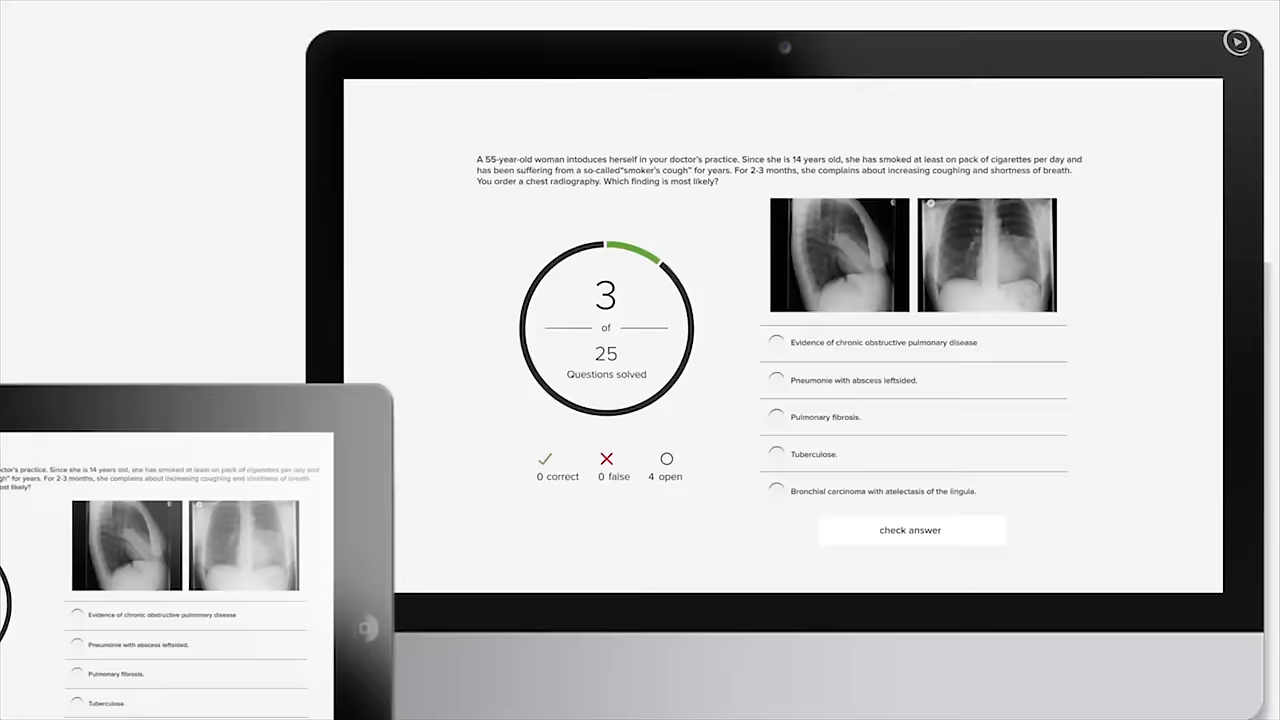 A 55-year-old woman intoduces herself in your doctor's practice. Since she is 14 years old, she has smoked at least on pack of cigarettes per day and
has been suffering from a so-called"smoker's cough" for years. For 2-3 months, she complains about increasing coughing and shortness of breath.
You order a chest radiography. Which finding is most likely?
3
of
25
Questions solved
0 correct
0 false
4 open
Evidence of chronic obstructive pulmonary disease
Pneumonie with abscess leftsided.
Pulmonary fibrosis.
Tuberculose.
Bronchial carcinoma with atelectasis of the lingula.
check answer
ctor's practice. Since she is 14 years old, she has smoked at least on pack of cigarettes per day and
gh" for years. For 2-3 months, she complains about increasing coughing and shortness of breath.
ost likely?
Evidence of chronic obstructive pulmonary disease
Pneumonie with abscess leftsided.
Pulmonary fibrosis.
Tuberculose.